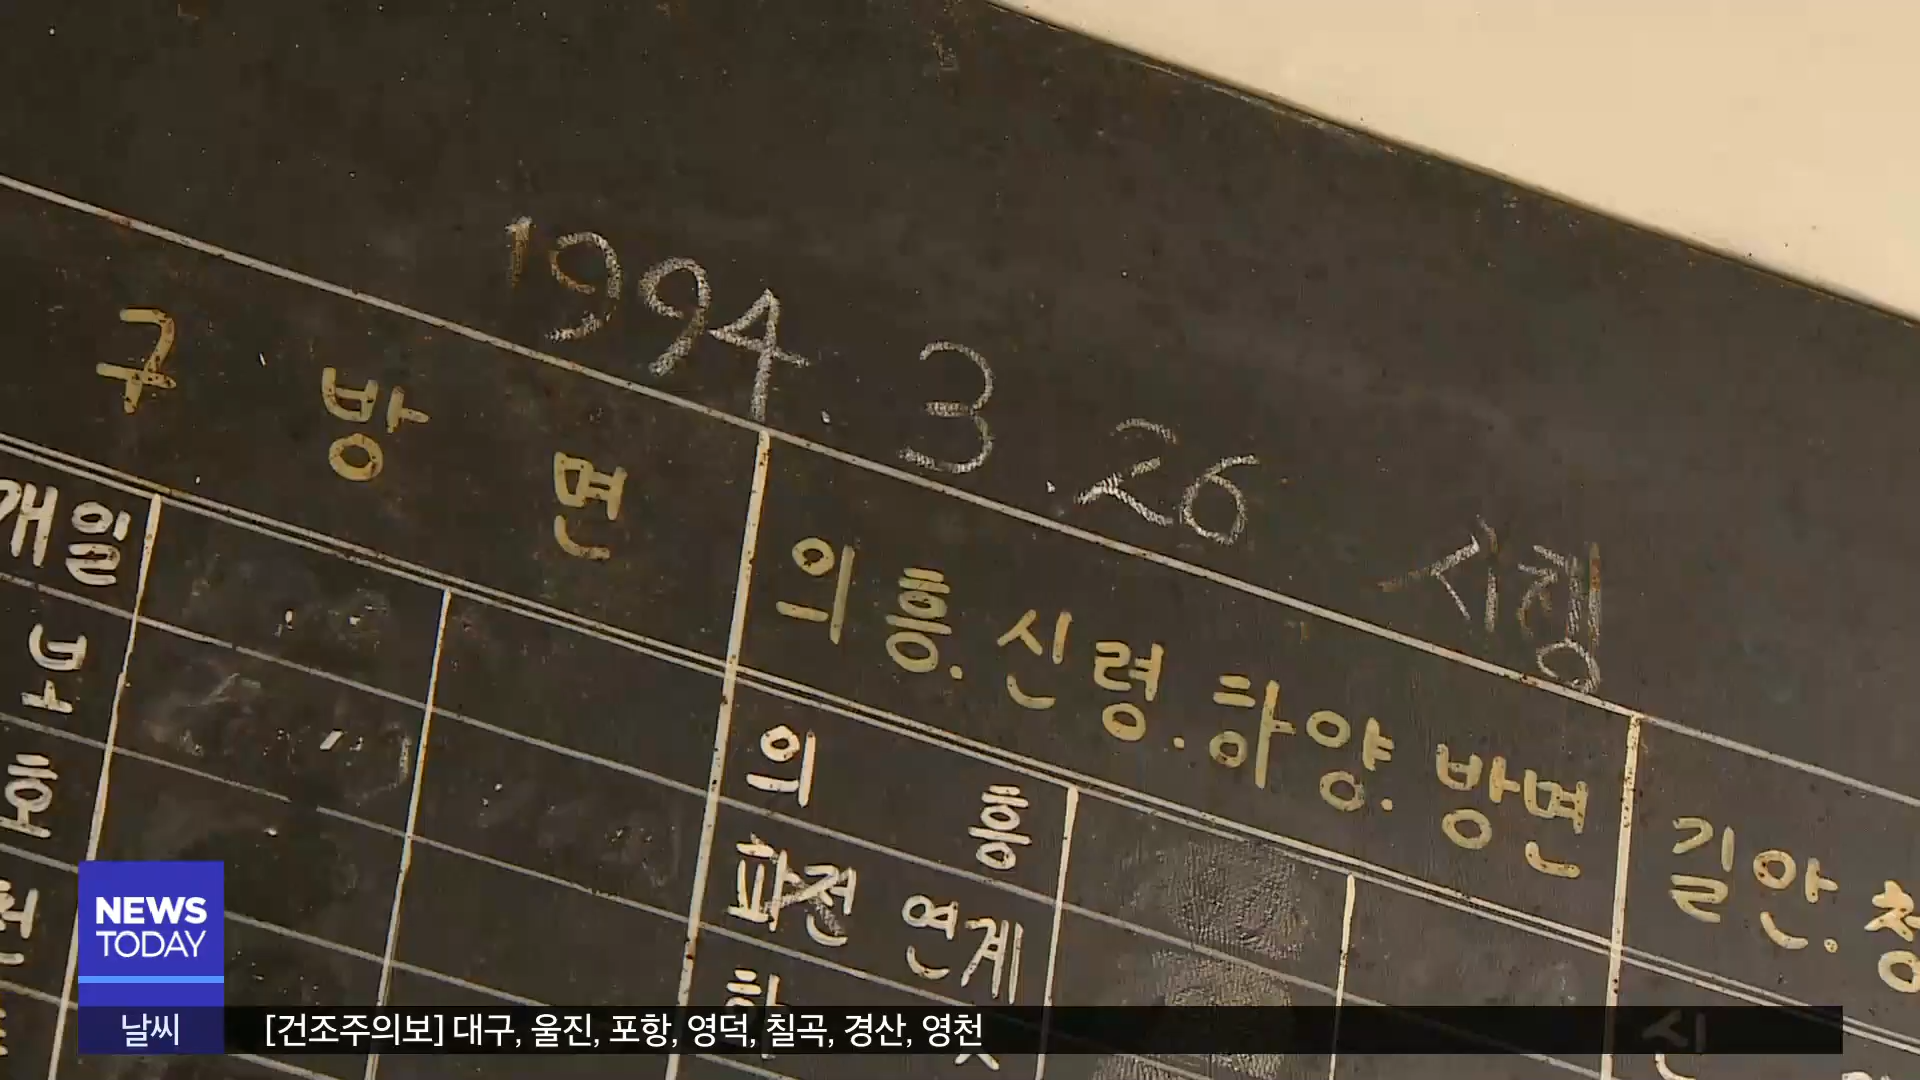 1994. 3. 26 시행
구 방 면
의흥.신령.하양.방면
길안.청
개일
의 흥
파전 연계
NEWS
TODAY
날씨
[건조주의보] 대구, 울진, 포항, 영덕, 칠곡, 경산, 영천